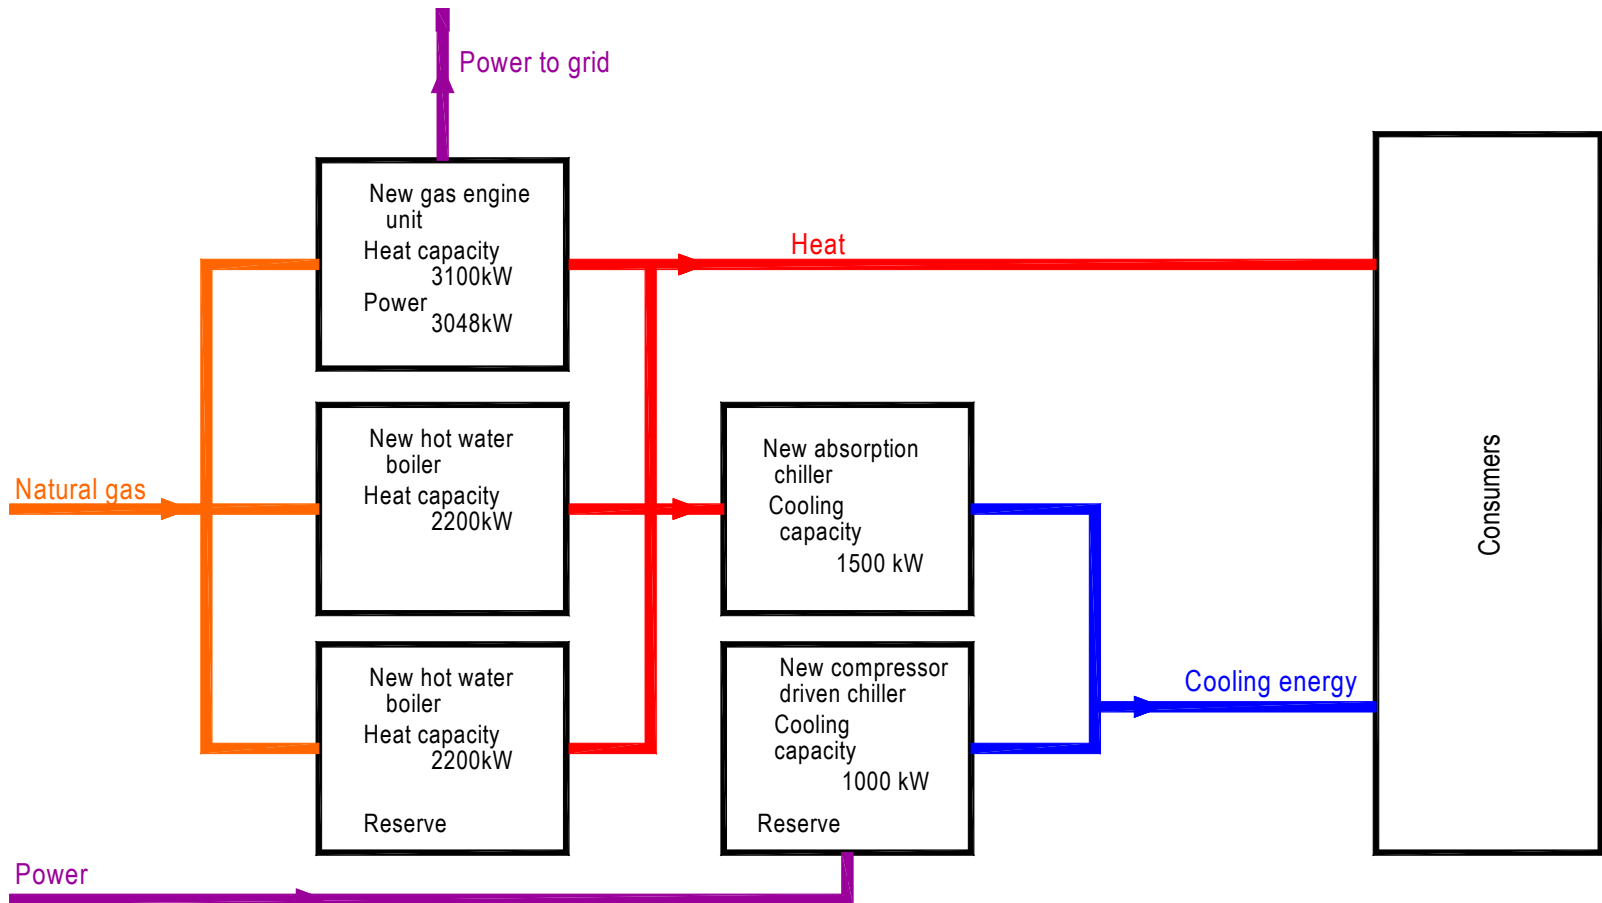 Power to grid
New gas engine
unit
Heat capacity
3100kW
Power
3048kW
Heat
New hot water
boiler
Heat capacity
2200kW
Natural gas
New absorption
chiller
Cooling
capacity
1500 kW
Consumers
New hot water
boiler
Heat capacity
2200kW
Reserve
New compressor
driven chiller
Cooling
capacity
1000 kW
Reserve
Cooling energy
Power